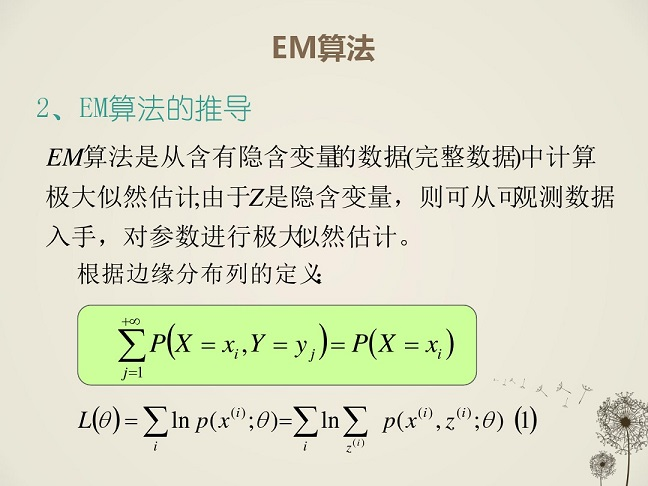 EM算法
2、EM算法的推导
EM算法是从含有隐含变量的数据(完整数据)中计算
极大似然估计;由于Z是隐含变量，则可从可观测数据
入手，对参数进行极大似然估计。
根据边缘分布列的定义:
\sum_{j=1}^{+\infty} P(X = x_i, Y = y_j) = P(X = x_i)
L(\theta) = \sum_i \ln p(x^{(i)};\theta) = \sum_i \ln \sum_{z^{(i)}} p(x^{(i)}, z^{(i)};\theta) (1)